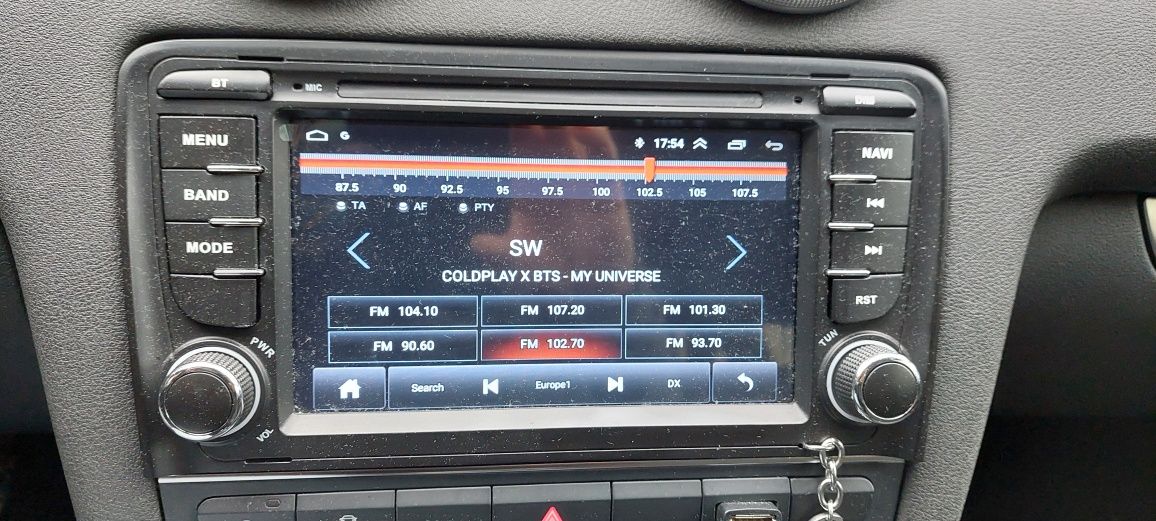 BT
MIC
DIM
MENU
BAND
MODE
NAVI
RST
PWR
VOL
TUN
G
17:54
87.5 90 92.5 95 97.5 100 102.5 105 107.5
TA AF PTY
SW
COLDPLAY X BTS - MY UNIVERSE
FM 104.10 FM 107.20 FM 101.30
FM 90.60 FM 102.70 FM 93.70
Search Europe1 DX